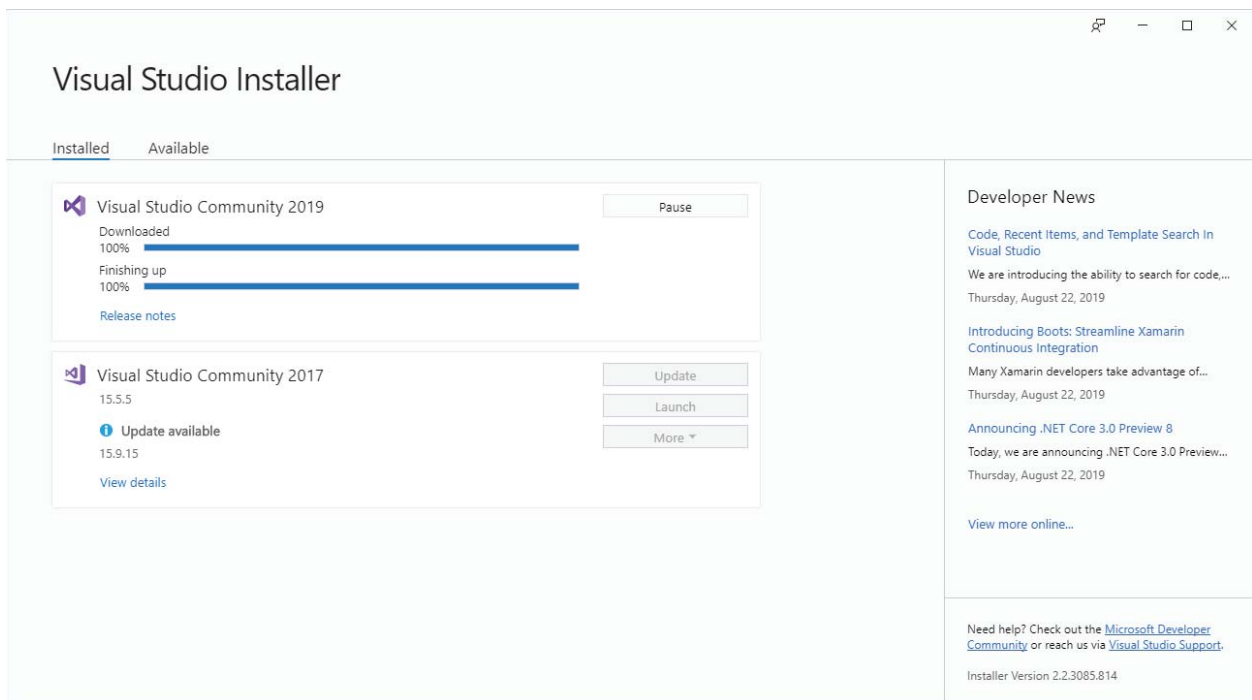 Visual Studio Installer
Installed
Available
Visual Studio Community 2019
Pause
Downloaded
100%
Finishing up
100%
Release notes
Visual Studio Community 2017
Update
15.5.5
Launch
Update available
More
15.9.15
View details
Developer News
Code, Recent Items, and Template Search In
Visual Studio
We are introducing the ability to search for code,...
Thursday, August 22, 2019
Introducing Boots: Streamline Xamarin
Continuous Integration
Many Xamarin developers take advantage of...
Thursday, August 22, 2019
Announcing .NET Core 3.0 Preview 8
Today, we are announcing .NET Core 3.0 Preview...
Thursday, August 22, 2019
View more online...
Need help? Check out the Microsoft Developer
Community or reach us via Visual Studio Support.
Installer Version 2.2.3085.814